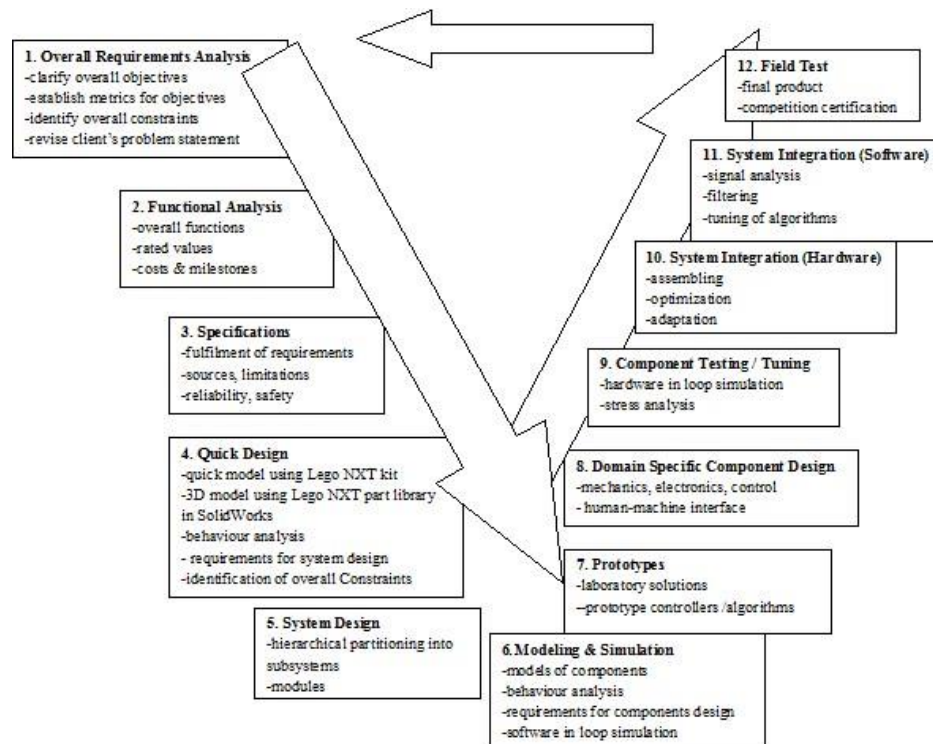 1. Overall Requirements Analysis
-clarify overall objectives
-establish metrics for objectives
-identify overall constraints
-revise client's problem statement
2. Functional Analysis
-overall functions
-rated values
-costs & milestones
3. Specifications
-fulfilment of requirements
-sources, limitations
-reliability, safety
4. Quick Design
-quick model using Lego NXT kit
-3D model using Lego NXT part library
in SolidWorks
-behaviour analysis
- requirements for system design
-identification of overall Constraints
5. System Design
-hierarchical partitioning into
subsystems
-modules
6.Modeling & Simulation
-models of components
-behaviour analysis
-requirements for components design
-software in loop simulation
7. Prototypes
-laboratory solutions
--prototype controllers /algorithms
8. Domain Specific Component Design
-mechanics, electronics, control
- human-machine interface
9. Component Testing / Tuning
-hardware in loop simulation
-stress analysis
10. System Integration (Hardware)
-assembling
-optimization
-adaptation
11. System Integration (Software)
-signal analysis
-filtering
-tuning of algorithms
12. Field Test
-final product
-competition certification